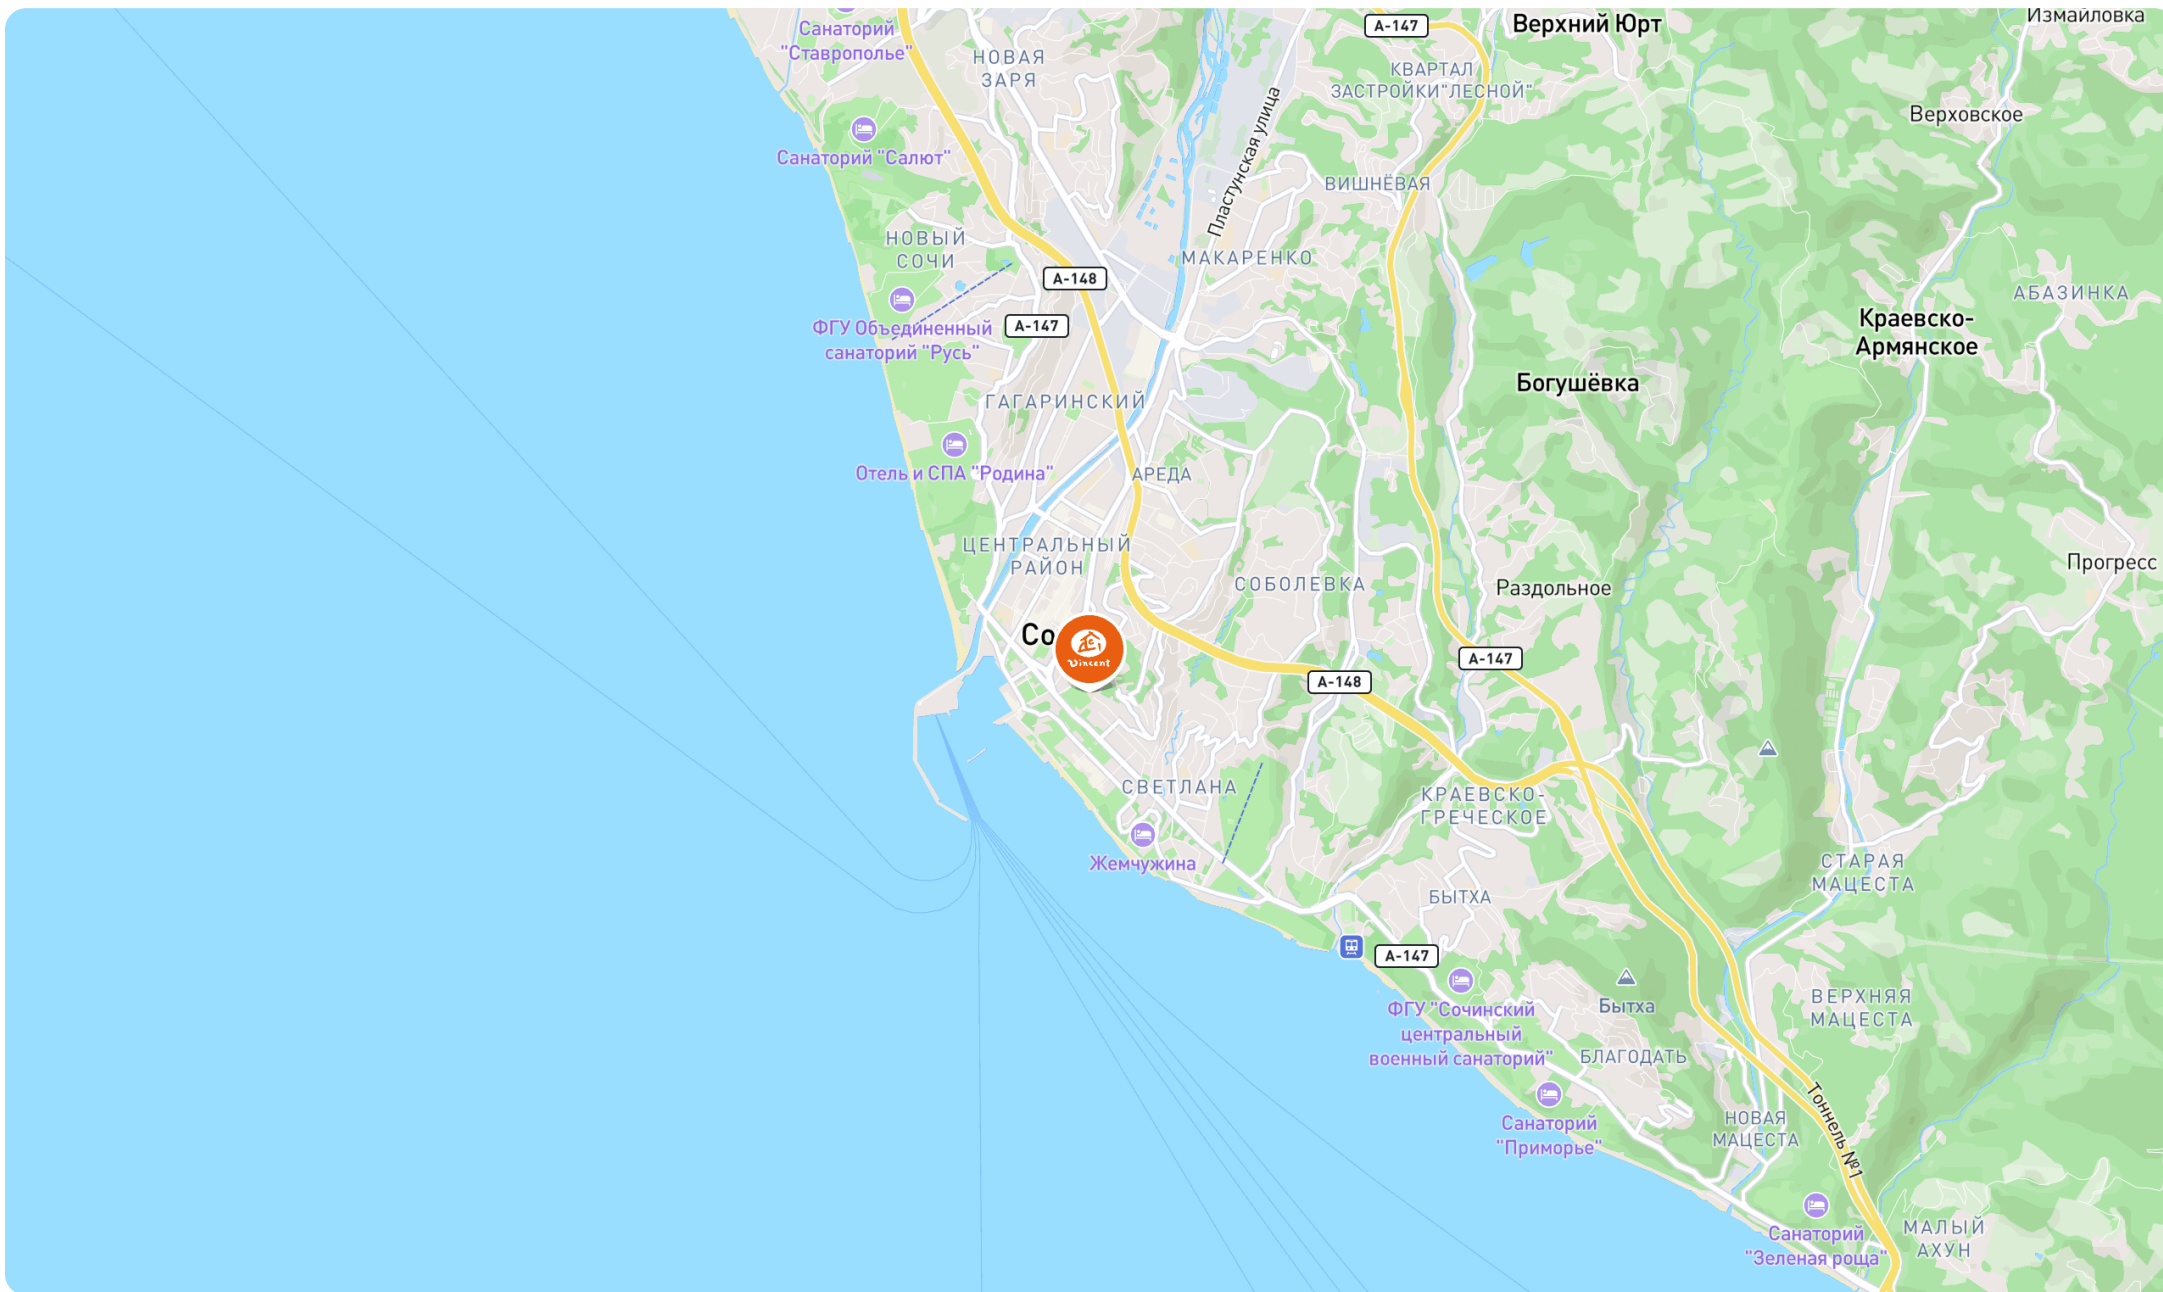 Санаторий
"Ставрополье"
НОВАЯ
ЗАРЯ
А-147
Верхний Юрт
Измайловка
КВАРТАЛ
ЗАСТРОЙКИ"ЛЕСНОЙ"
Верховское
Санаторий "Салют"
Пластунская улица
ВИШНЁВАЯ
НОВЫЙ
СОЧИ
МАКАРЕНКО
А-148
АБАЗИНКА
ФГУ Объединенный
санаторий "Русь"
А-147
Краевско-
Армянское
Богушёвка
ГАГАРИНСКИЙ
Отель и СПА "Родина"
АРЕДА
ЦЕНТРАЛЬНЫЙ
РАЙОН
СОБОЛЕВКА
Раздольное
Прогресс
Со
Vincent
А-147
А-148
СВЕТЛАНА
КРАЕВСКО-
ГРЕЧЕСКОЕ
Жемчужина
СТАРАЯ
МАЦЕСТА
БЫТХА
А-147
ФГУ "Сочинский
центральный
военный санаторий"
Бытха
ВЕРХНЯЯ
МАЦЕСТА
БЛАГОДАТЬ
Санаторий
"Приморье"
НОВАЯ
МАЦЕСТА
Тоннель №1
Санаторий
"Зеленая роща"
МАЛЫЙ
АХУН